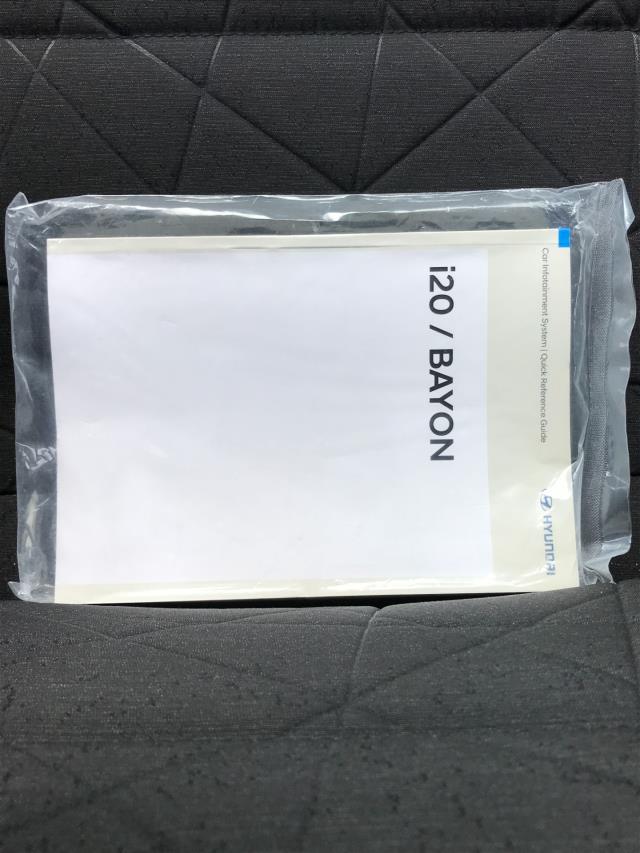 Car Infotainment System | Quick Reference Guide
HYUNDAI
i20 / BAYON